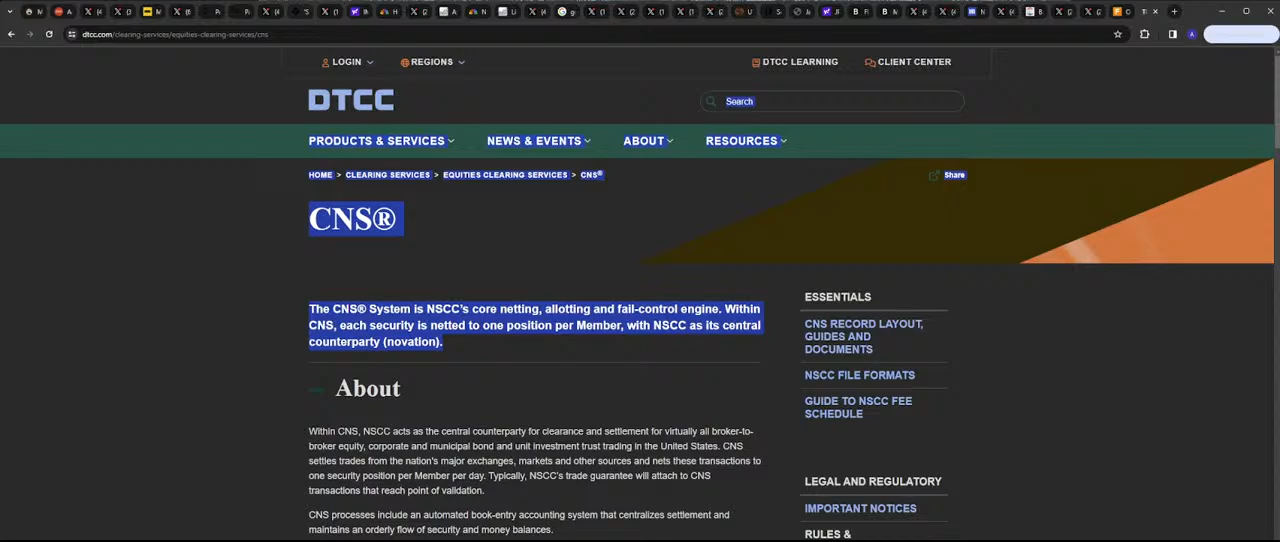 dtcc.com/clearing-services/equities-clearing-services/cns
LOGIN REGIONS DTCC LEARNING CLIENT CENTER
DTCC Search
PRODUCTS & SERVICES NEWS & EVENTS ABOUT RESOURCES
HOME > CLEARING SERVICES > EQUITIES CLEARING SERVICES > CNS® Share
CNS®
The CNS® System is NSCC's core netting, allotting and fail-control engine. Within
CNS, each security is netted to one position per Member, with NSCC as its central
counterparty (novation).
About
Within CNS, NSCC acts as the central counterparty for clearance and settlement for virtually all broker-to-
broker equity, corporate and municipal bond and unit investment trust trading in the United States. CNS
settles trades from the nation's major exchanges, markets and other sources and nets these transactions to
one security position per Member per day. Typically, NSCC's trade guarantee will attach to CNS
transactions that reach point of validation.
CNS processes include an automated book-entry accounting system that centralizes settlement and
maintains an orderly flow of security and money balances.
ESSENTIALS
CNS RECORD LAYOUT,
GUIDES AND
DOCUMENTS
NSCC FILE FORMATS
GUIDE TO NSCC FEE
SCHEDULE
LEGAL AND REGULATORY
IMPORTANT NOTICES
RULES &